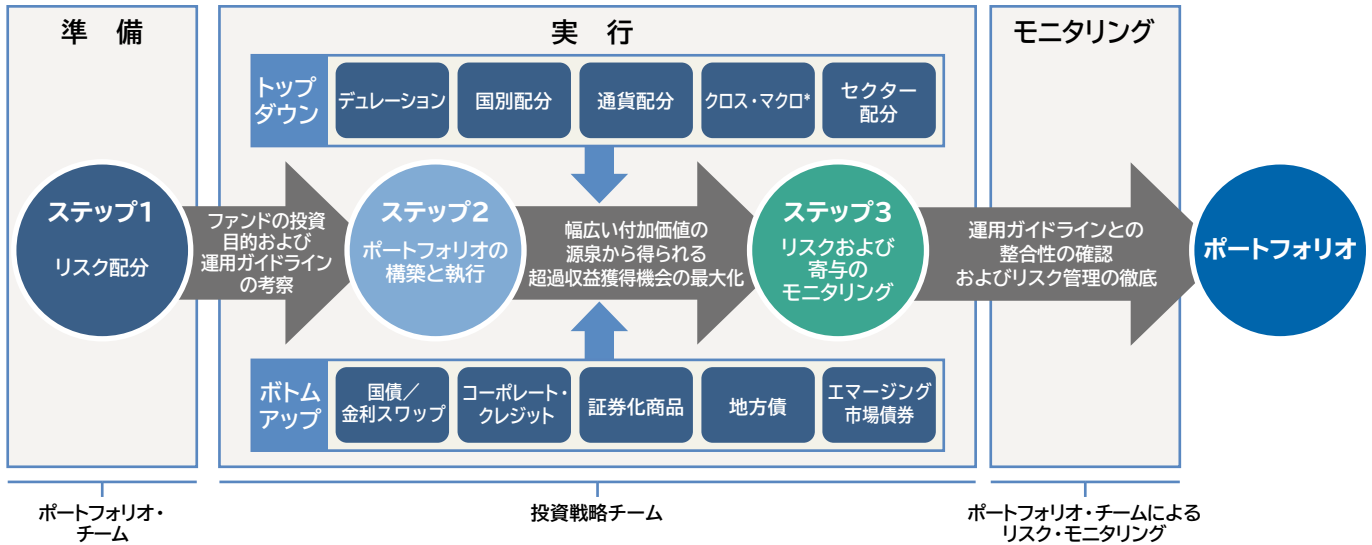 準 備
実 行
モニタリング
トップ
ダウン
デュレーション
国別配分
通貨配分
クロス・マクロ*
セクター
配分
ステップ1
リスク配分
ファンドの投資
目的および
運用ガイドライン
の考察
ステップ2
ポートフォリオの
構築と執行
幅広い付加価値の
源泉から得られる
超過収益獲得機会の最大化
ステップ3
リスクおよび
寄与の
モニタリング
運用ガイドラインとの
整合性の確認
およびリスク管理の徹底
ポートフォリオ
ボトム
アップ
国債／
金利スワップ
コーポレート・
クレジット
証券化商品
地方債
エマージング
市場債券
ポートフォリオ・
チーム
投資戦略チーム
ポートフォリオ・チームによる
リスク・モニタリング